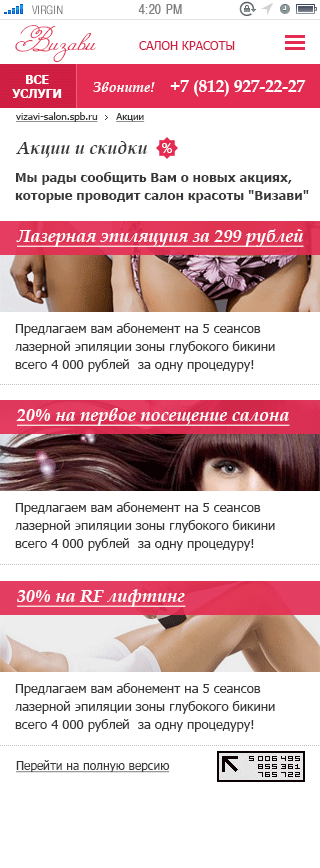 VIRGIN 4:20 PM
Визави
САЛОН КРАСОТЫ
ВСЕ
УСЛУГИ
Звоните! +7 (812) 927-22-27
vizavi-salon.spb.ru › Акции
Акции и скидки %
Мы рады сообщить Вам о новых акциях,
которые проводит салон красоты "Визави"
Лазерная эпиляуия за 299 рублей
Предлагаем вам абонемент на 5 сеансов
лазерной эпиляции зоны глубокого бикини
всего 4 000 рублей за одну процедуру!
20% на первое посещение салона
Предлагаем вам абонемент на 5 сеансов
лазерной эпиляции зоны глубокого бикини
всего 4 000 рублей за одну процедуру!
30% на RF лифтинг
Предлагаем вам абонемент на 5 сеансов
лазерной эпиляции зоны глубокого бикини
всего 4 000 рублей за одну процедуру!
Перейти на полную версию
5 006 495
855 361
765 722